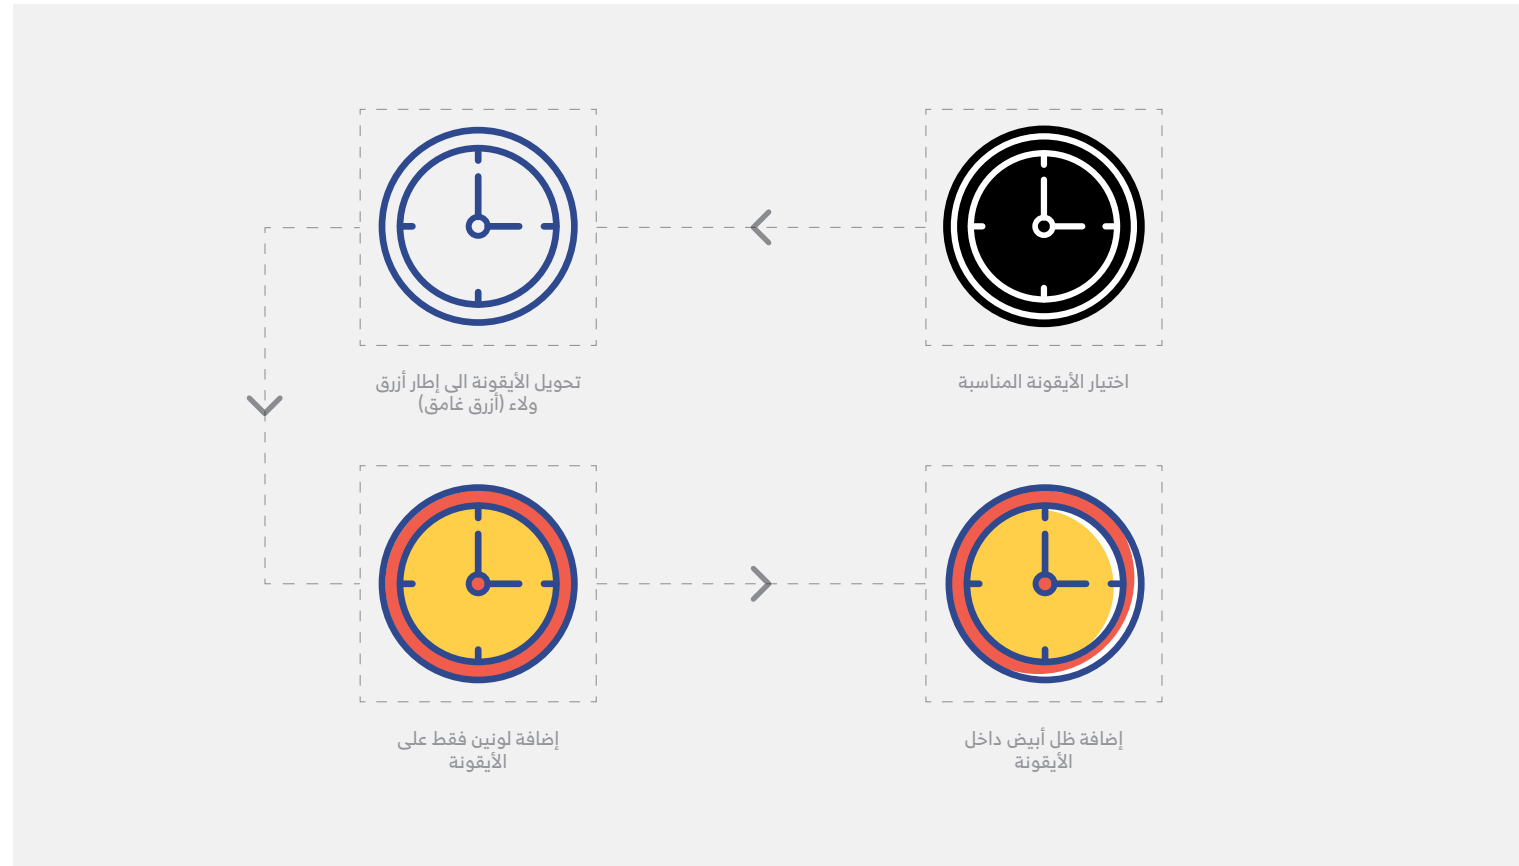 اختيار الأيقونة المناسبة
تحويل الأيقونة الى إطار أزرق
ولاء (أزرق غامق)
إضافة لونين فقط على
الأيقونة
إضافة ظل أبيض داخل
الأيقونة